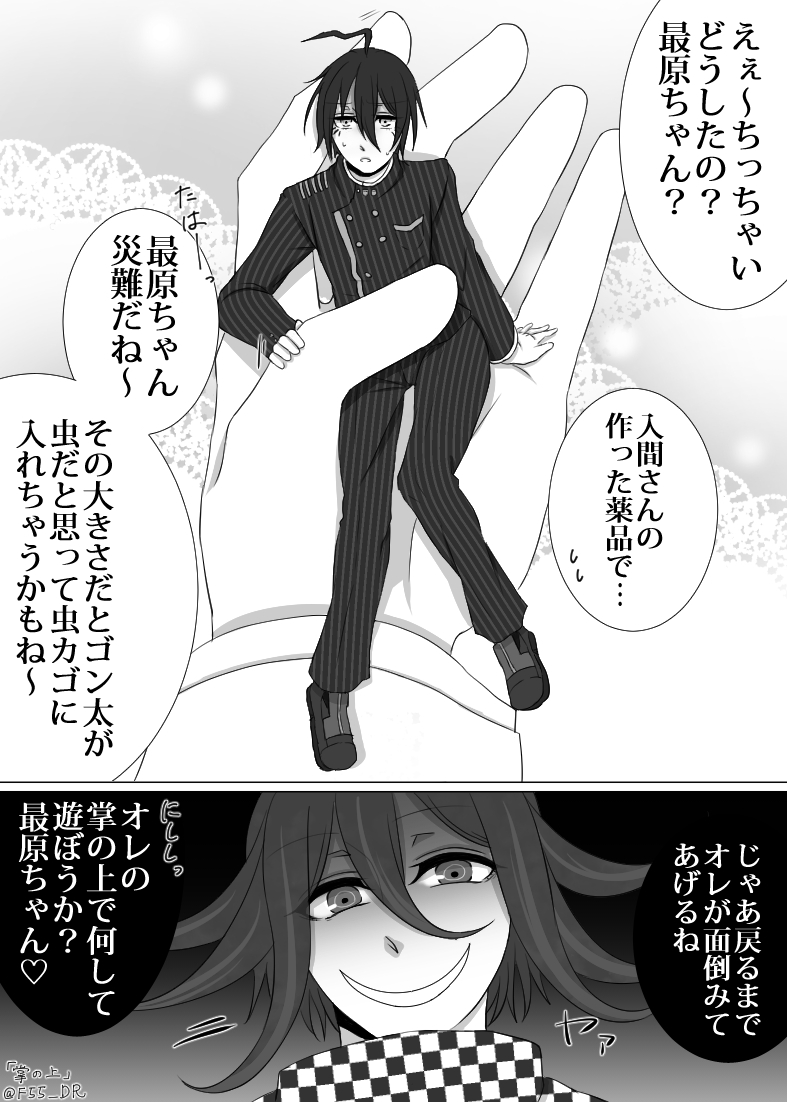 えぇ～ちっちゃい
どうしたの？
最原ちゃん？
入間さんの
作った薬品で…
たはーっ
最原ちゃん
災難だね～
その大きさだとゴン太が
虫だと思って虫カゴに
入れちゃうかもね～
じゃあ戻るまで
オレが面倒みて
あげるね
にししっ
オレの
掌の上で何して
遊ぼうか？
最原ちゃん♡
ニヤァ
「掌の上」
@F55_DR